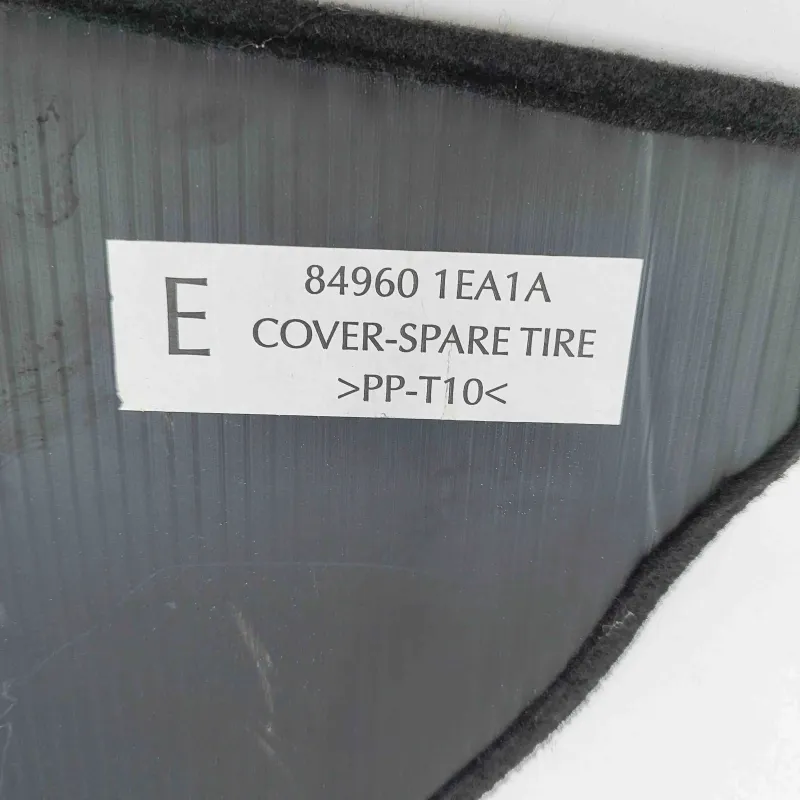 E
84960 1EA1A
COVER-SPARE TIRE
>PP-T10<